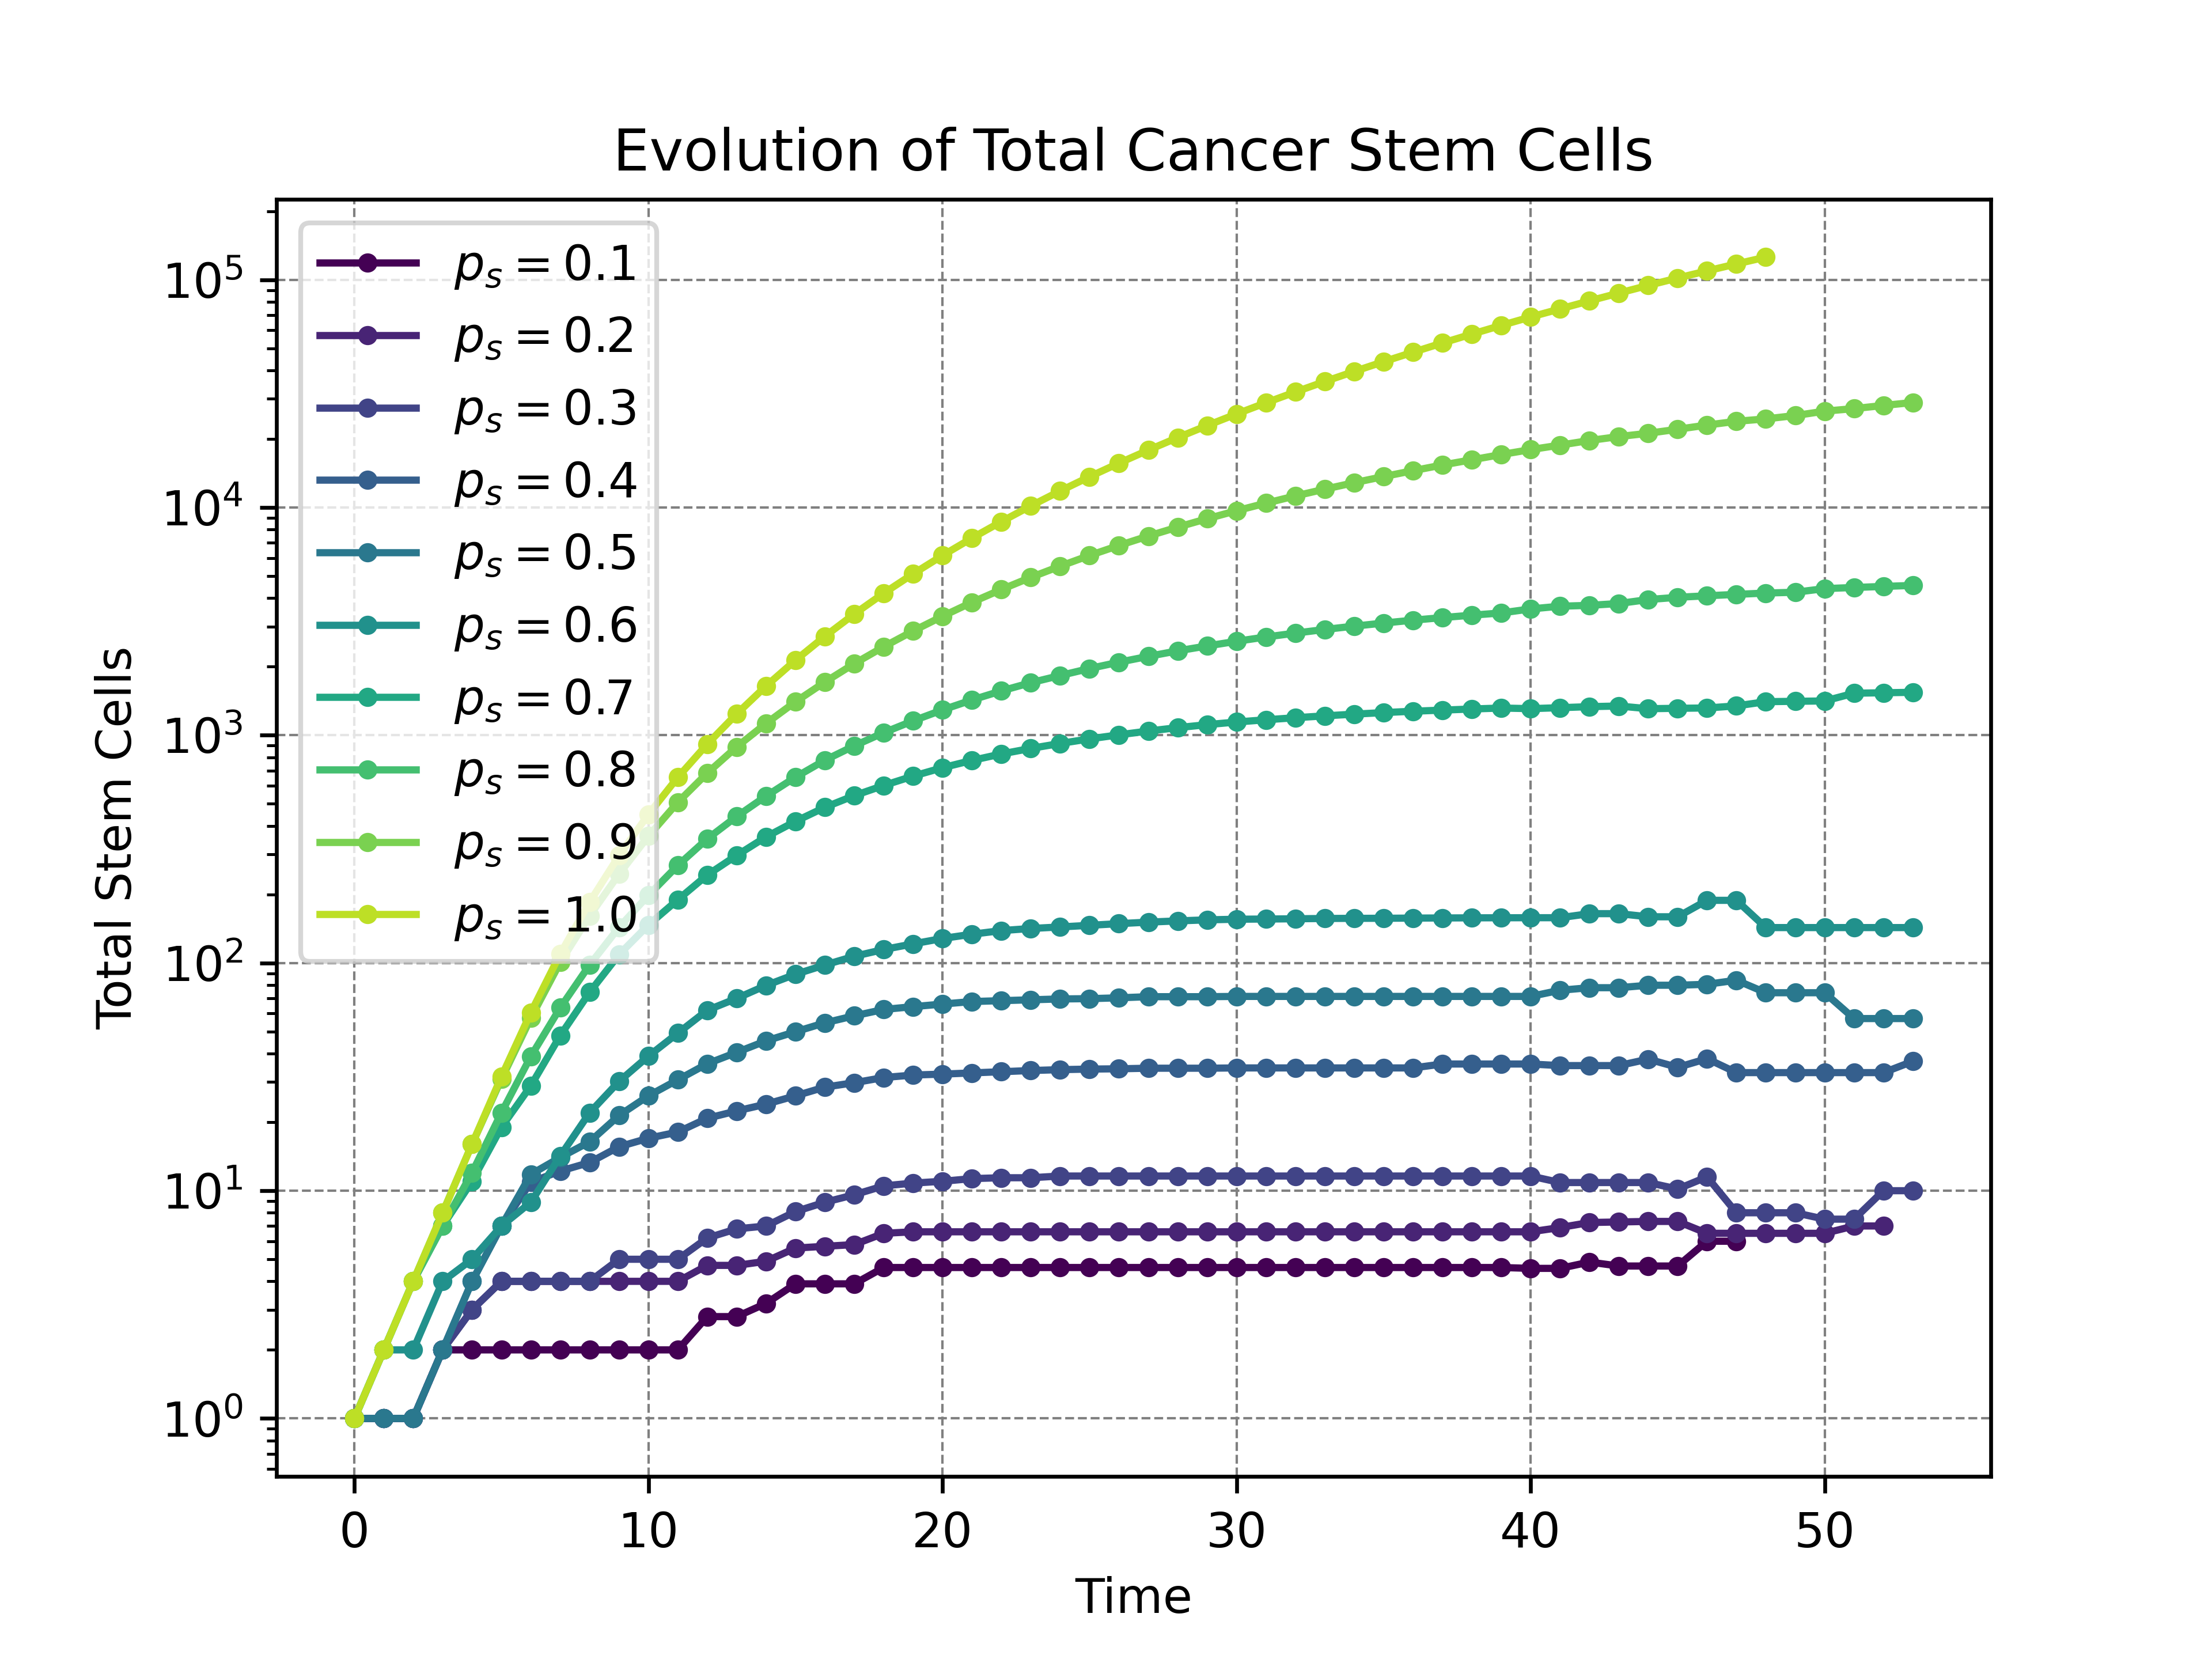 Evolution of Total Cancer Stem Cells
Total Stem Cells
10^5
10^4
10^3
10^2
10^1
10^0
p_s = 0.1
p_s = 0.2
p_s = 0.3
p_s = 0.4
p_s = 0.5
p_s = 0.6
p_s = 0.7
p_s = 0.8
p_s = 0.9
p_s = 1.0
0 10 20 30 40 50
Time